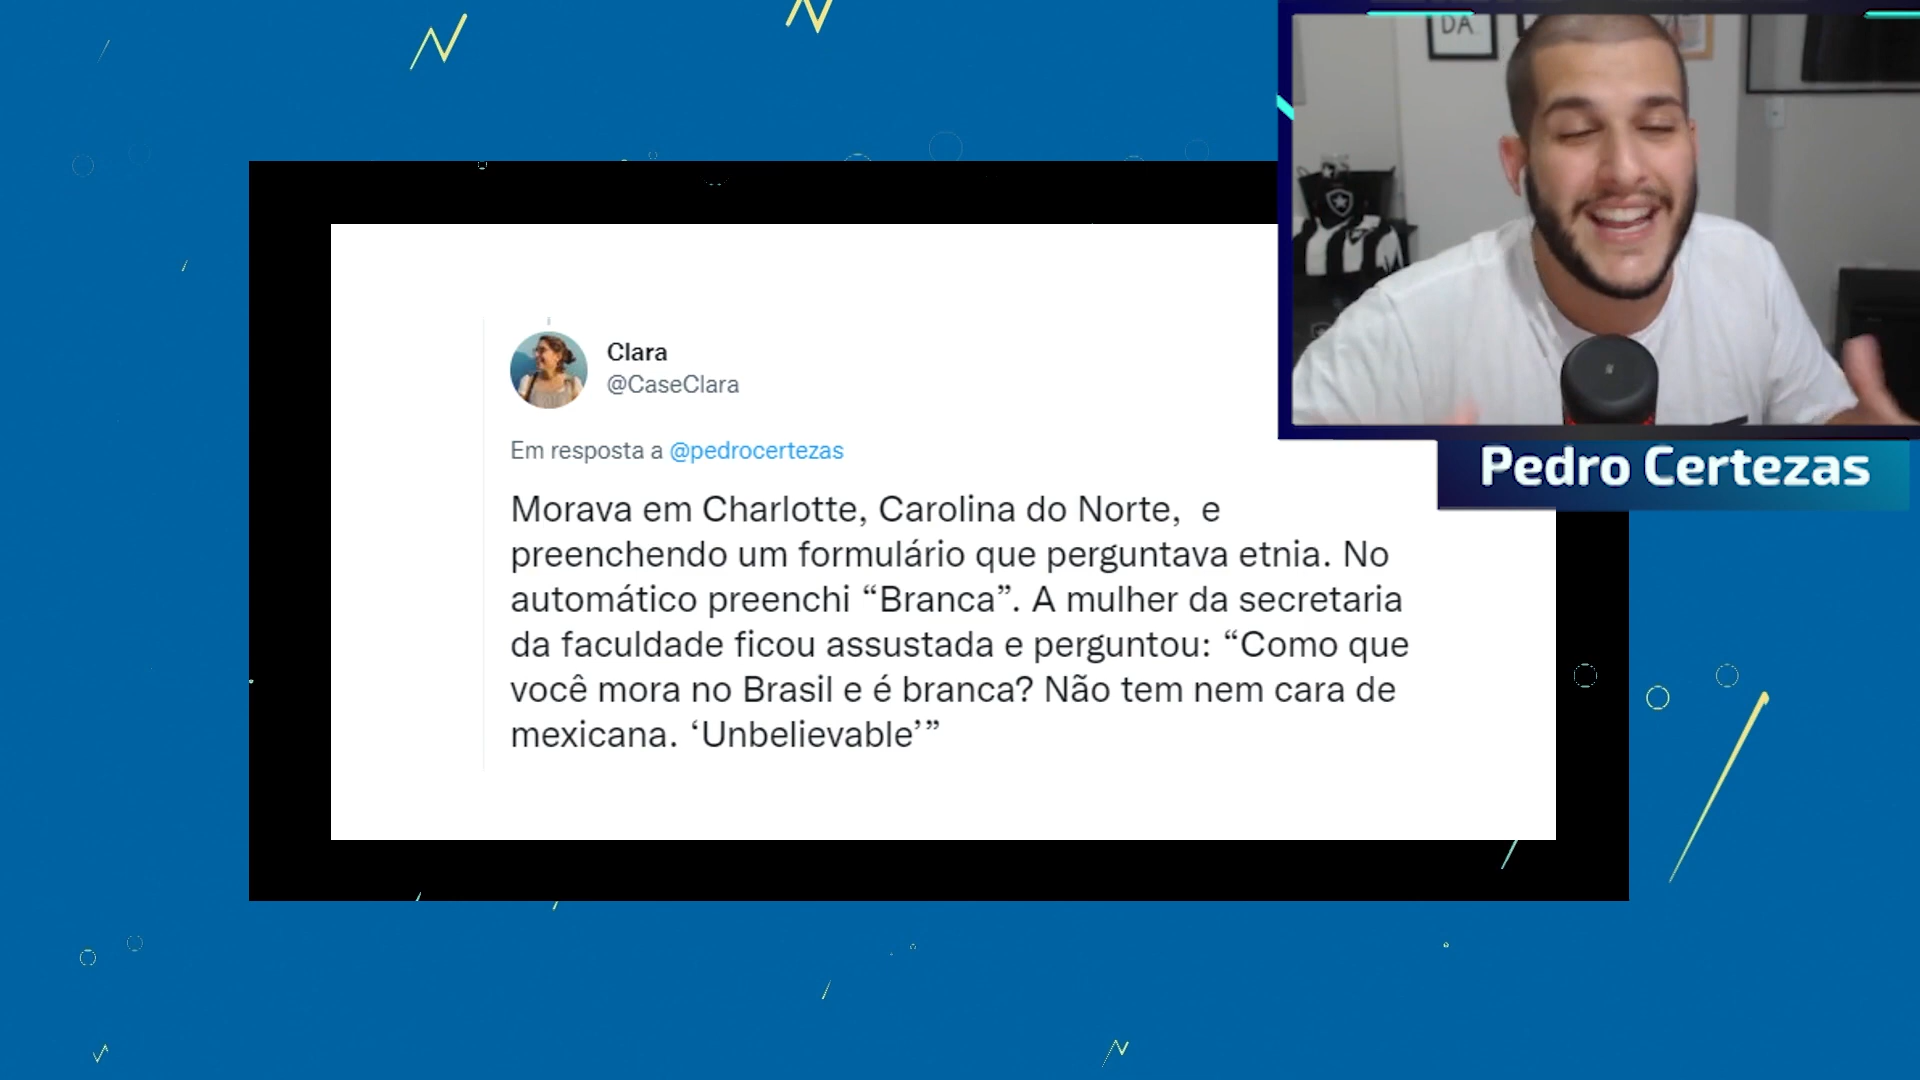 DA
Clara
@CaseClara
Em resposta a @pedrocertezas
Morava em Charlotte, Carolina do Norte,  e
preenchendo um formulário que perguntava etnia. No
automático preenchi “Branca”. A mulher da secretaria
da faculdade ficou assustada e perguntou: “Como que
você mora no Brasil e é branca? Não tem nem cara de
mexicana. ‘Unbelievable’”
Pedro Certezas